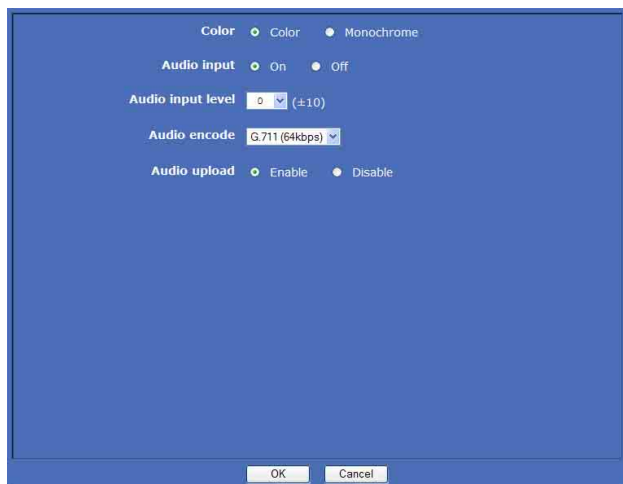 Color Color Monochrome
Audio input On Off
Audio input level 0 (±10)
Audio encode G.711 (64kbps)
Audio upload Enable Disable
OK Cancel